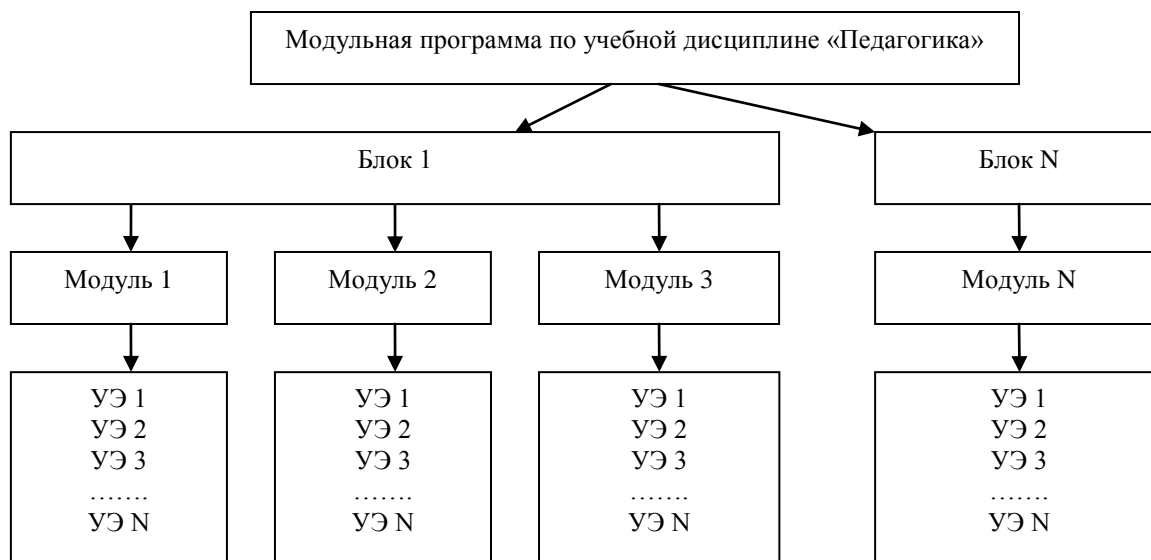 Модульная программа по учебной дисциплине «Педагогика»
Блок 1
Блок N
Модуль 1
Модуль 2
Модуль 3
Модуль N
УЭ 1
УЭ 2
УЭ 3
…….
УЭ N
УЭ 1
УЭ 2
УЭ 3
…….
УЭ N
УЭ 1
УЭ 2
УЭ 3
…….
УЭ N
УЭ 1
УЭ 2
УЭ 3
…….
УЭ N